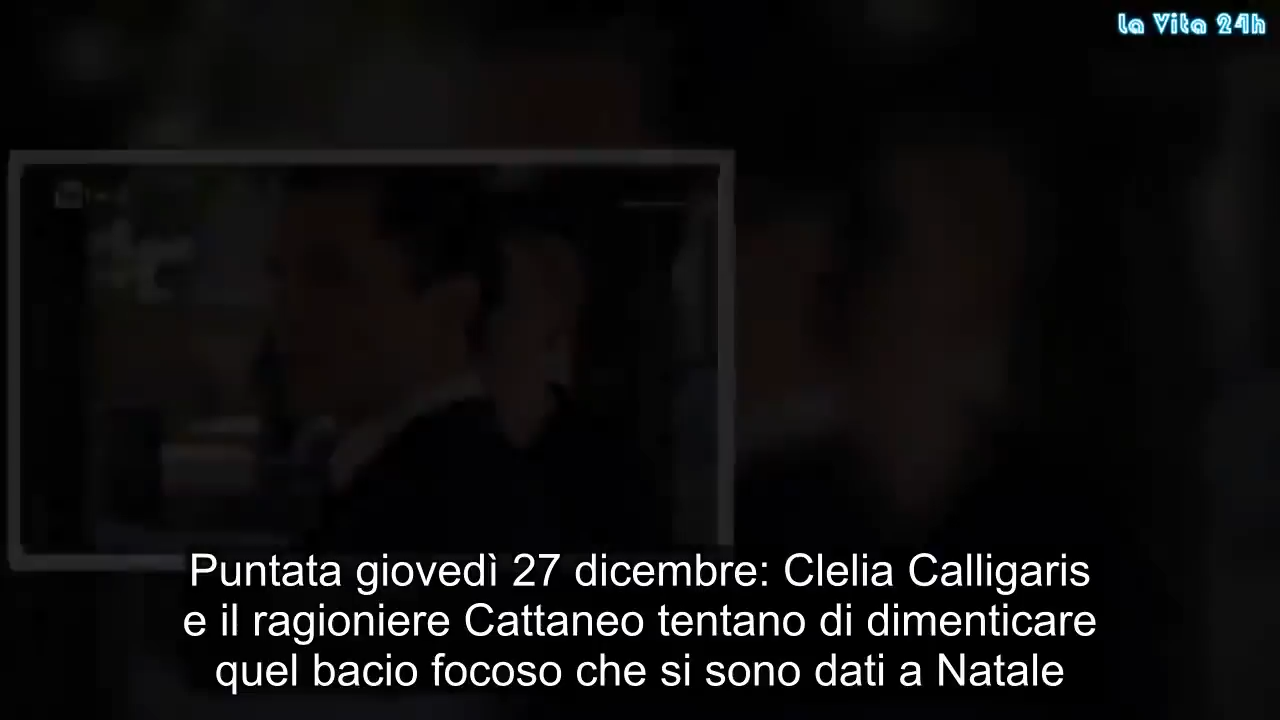 la Vita 24h
Puntata giovedì 27 dicembre: Clelia Calligaris
e il ragioniere Cattaneo tentano di dimenticare
quel bacio focoso che si sono dati a Natale